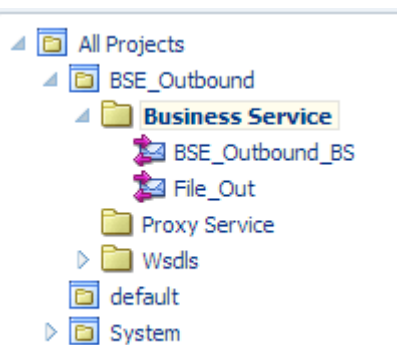 All Projects
BSE_Outbound
Business Service
BSE_Outbound_BS
File_Out
Proxy Service
Wsdls
default
System